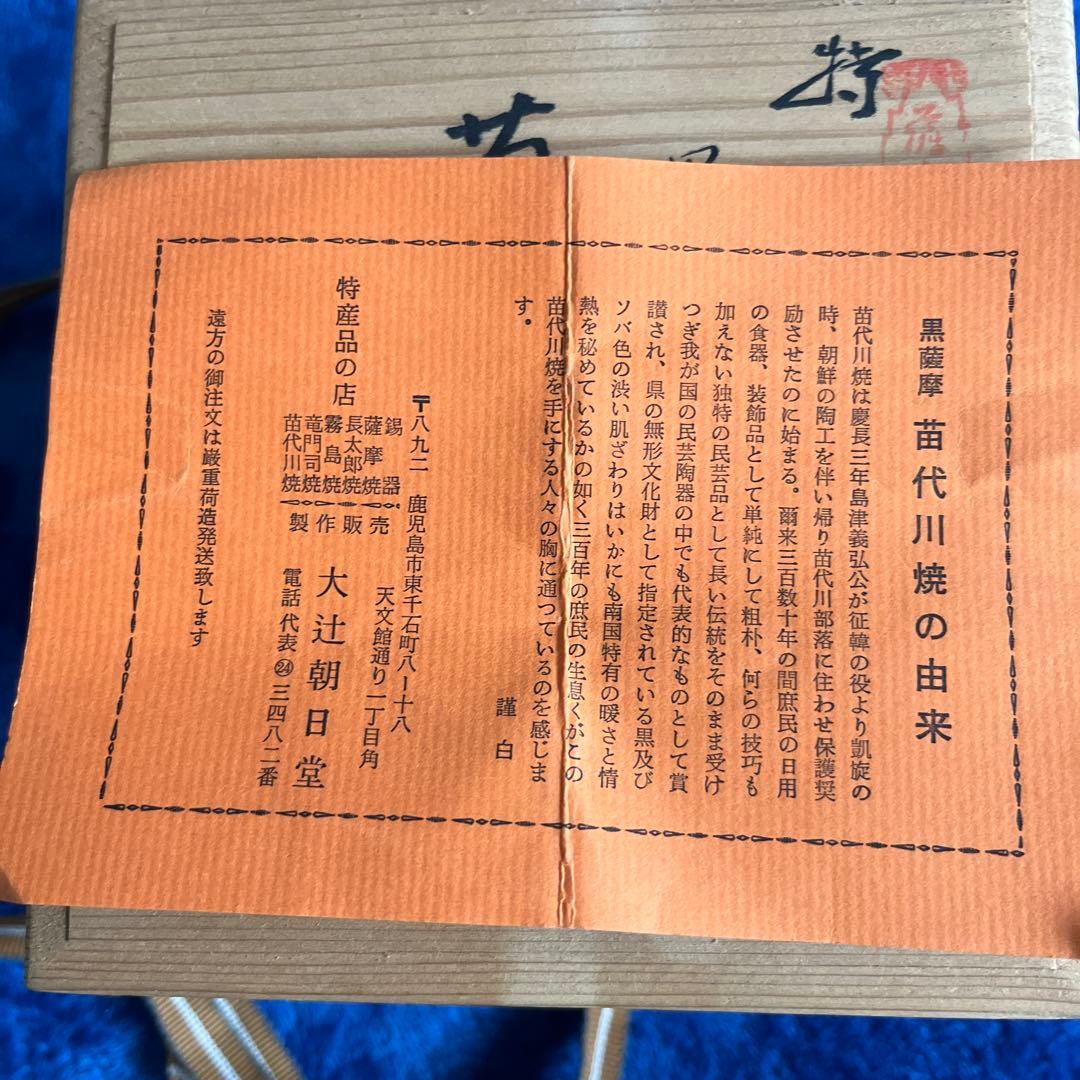 特
黒薩摩 苗代川焼の由来
苗代川焼は慶長三年島津義弘公が征韓の役より凱旋の
時、朝鮮の陶工を伴い帰り苗代川部落に住わせ保護奨
励させたのに始まる。爾来三百数十年の間庶民の日用
の食器、装飾品として単純にして粗朴、何らの技巧も
加えない独特の民芸品として長い伝統をそのまま受け
つぎ我が国の民芸陶器の中でも代表的なものとして賞
讃され、県の無形文化財として指定されている黒及び
ソバ色の渋い肌ざわりはいかにも南国特有の暖さと情
熱を秘めているかの如く三百年の庶民の生息くがこの
苗代川焼を手にする人々の胸に通つているのを感じま
す。
謹白
〒八九二 鹿児島市東千石町八ー十八
天文館通り一丁目角
特産品の店
錫器
薩摩焼
長太郎焼
霧島焼
竜門司焼
苗代川焼
製作販売
大辻朝日堂
電話代表㉔三四八二番
遠方の御注文は厳重荷造発送致します